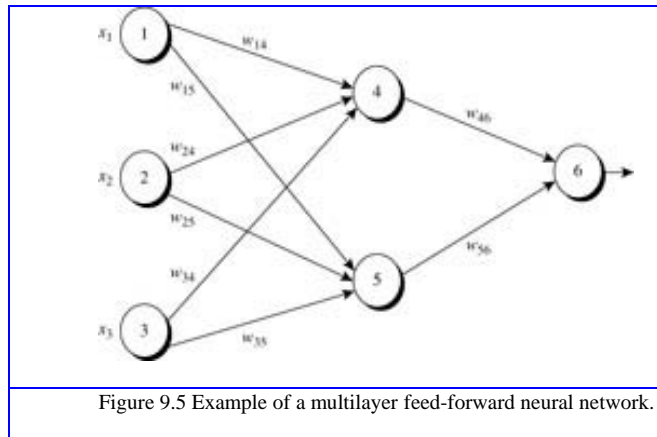 x1
1
w14
w15
4
w24
w46
x2
2
6
w25
w34
w56
5
x3
3
w35
Figure 9.5 Example of a multilayer feed-forward neural network.